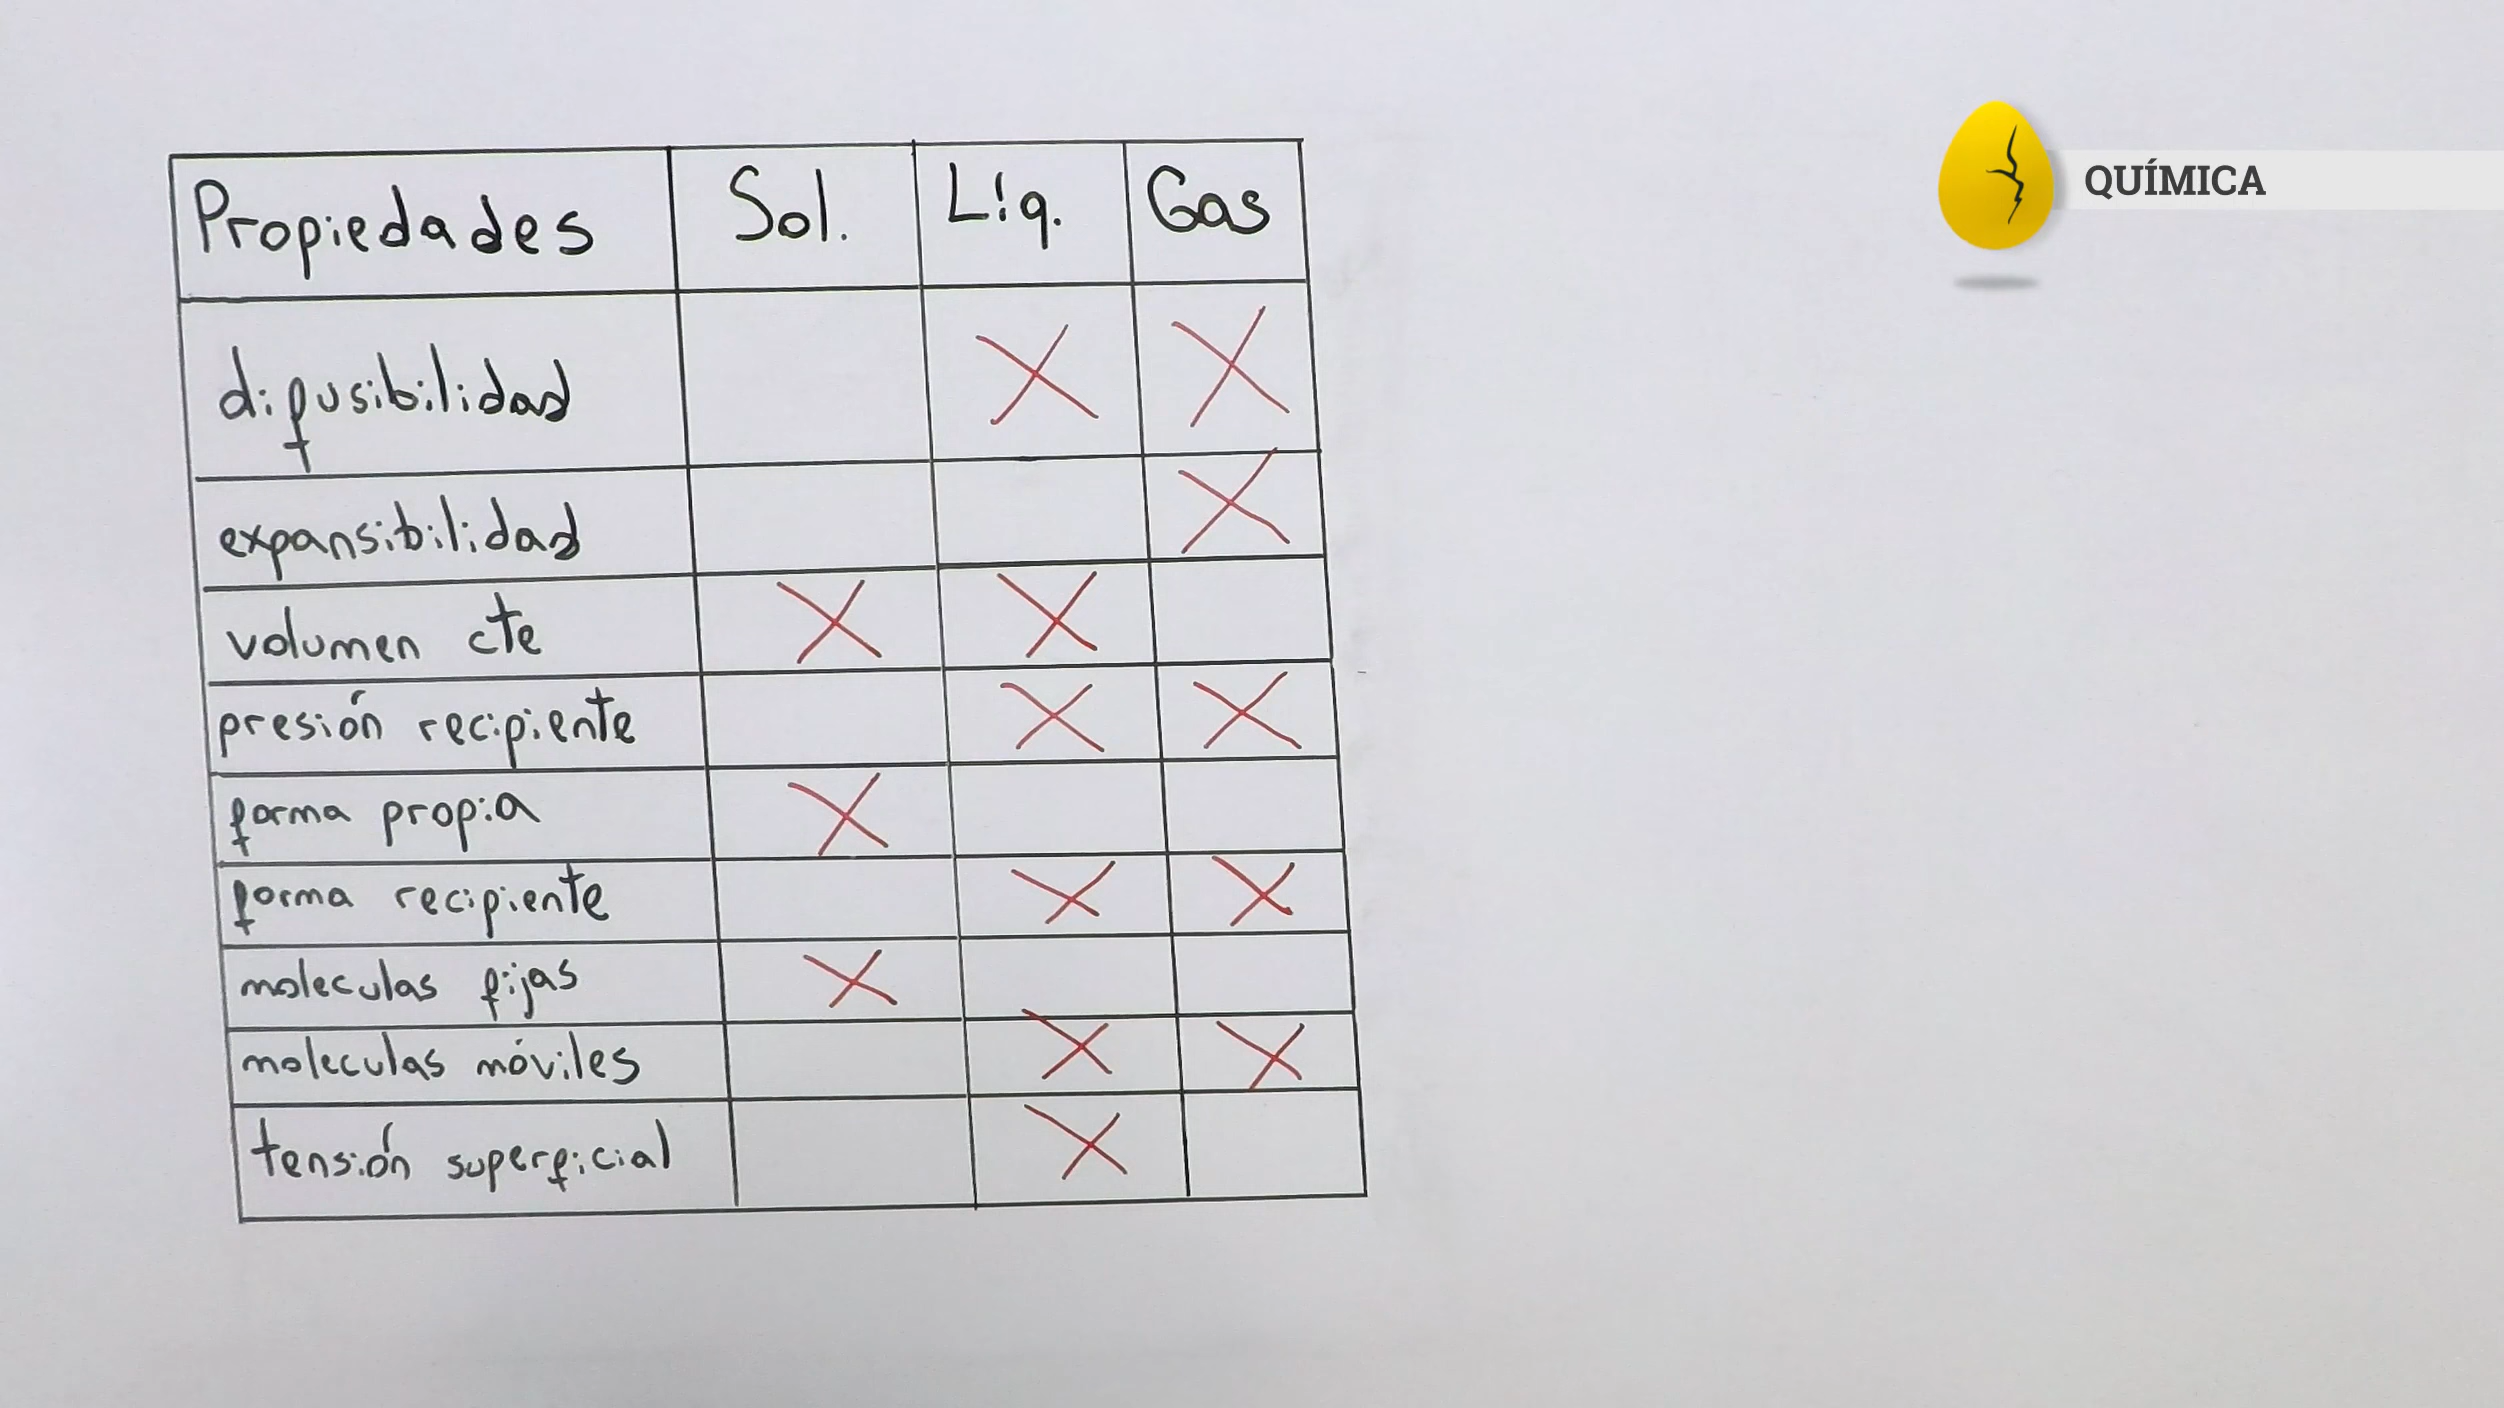 Propiedades Sol. Líq. Gas
QUÍMICA
difusibilidad X X
expansibilidad X
volumen cte X X
presión recipiente X X
forma propia X
forma recipiente X X
moleculas fijas X
moleculas móviles X X
tensión superficial X